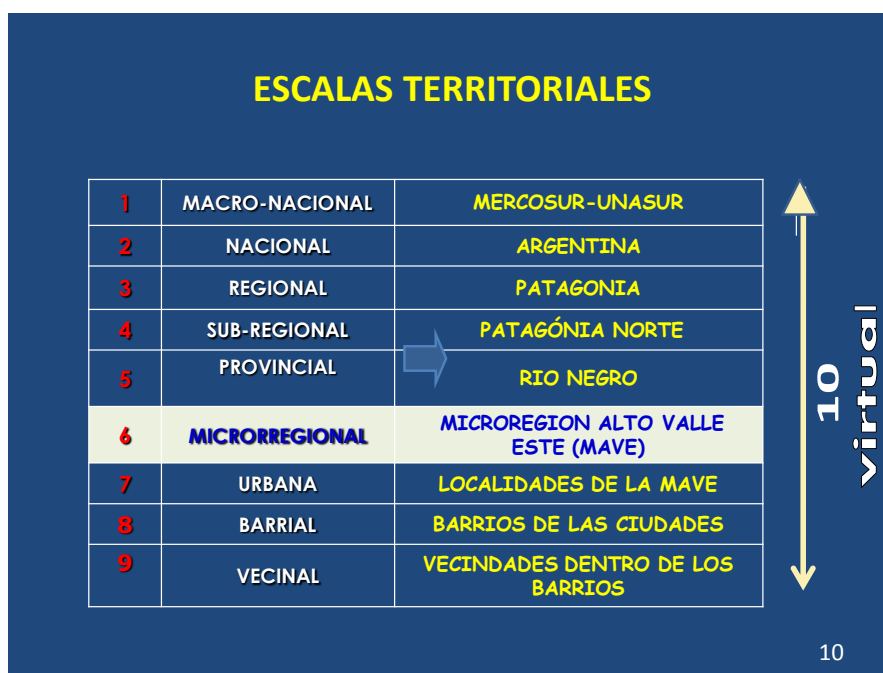 ESCALAS TERRITORIALES
1 MACRO-NACIONAL MERCOSUR-UNASUR
2 NACIONAL ARGENTINA
3 REGIONAL PATAGONIA
4 SUB-REGIONAL PATAGÓNIA NORTE
5 PROVINCIAL RIO NEGRO
6 MICRORREGIONAL MICROREGION ALTO VALLE
ESTE (MAVE)
7 URBANA LOCALIDADES DE LA MAVE
8 BARRIAL BARRIOS DE LAS CIUDADES
9 VECINAL VECINDADES DENTRO DE LOS
BARRIOS
10
virtual
10